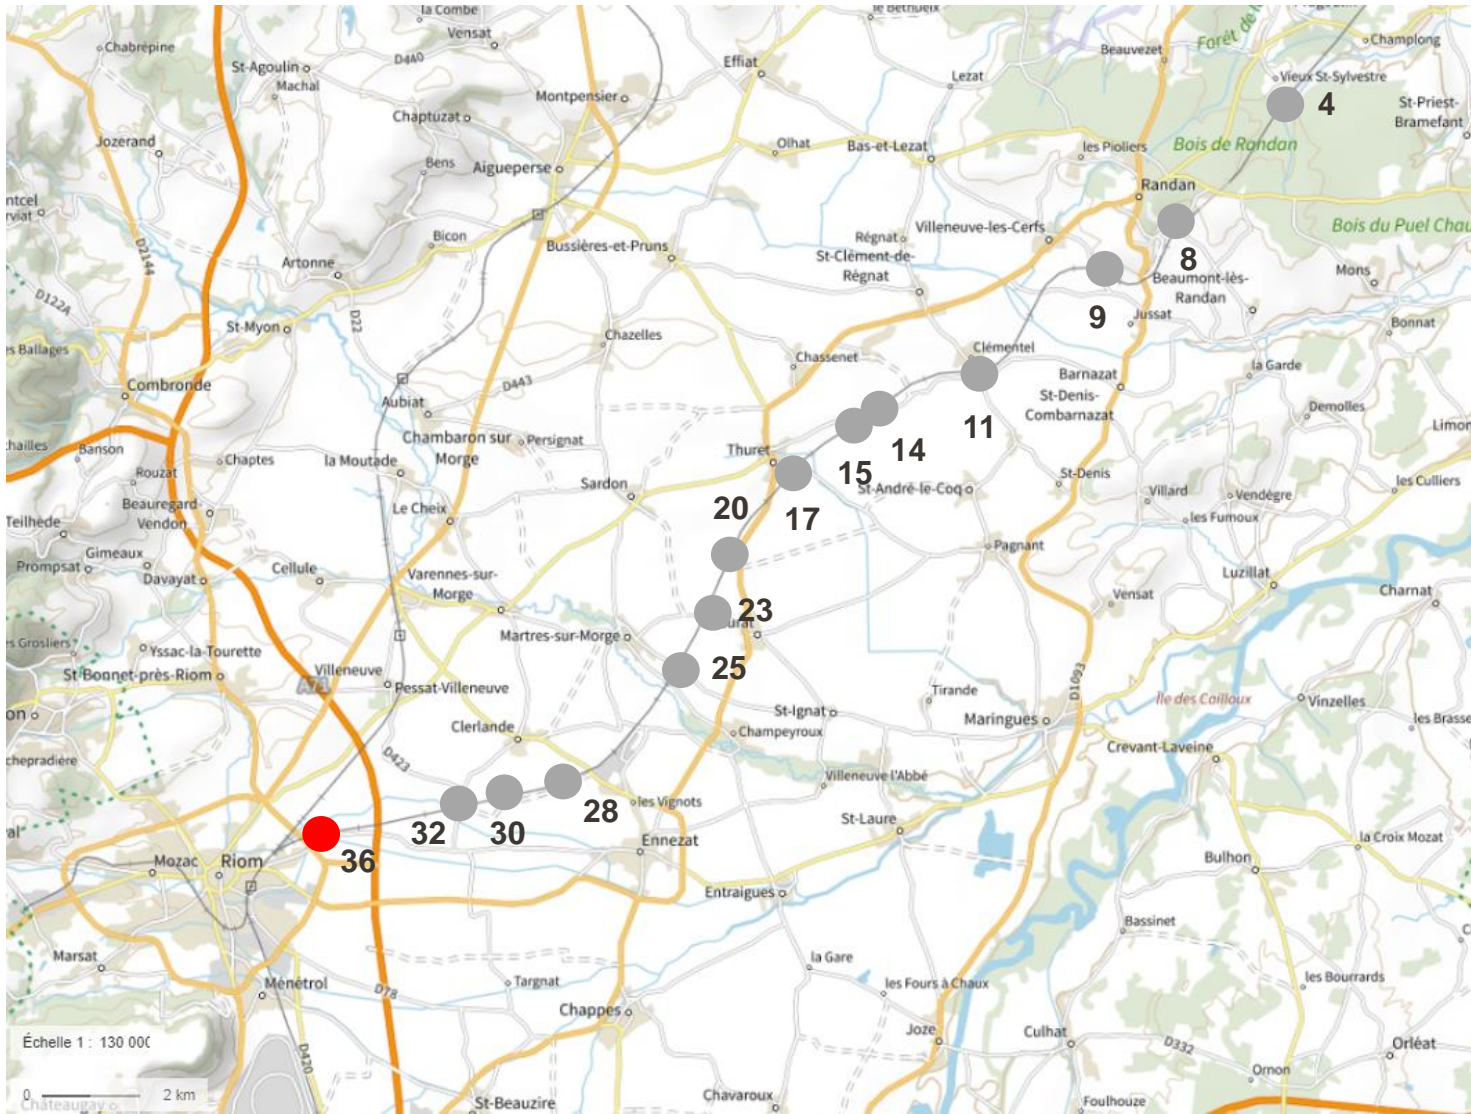 la Combe
Vensat
le Bethueix
Chabrépine
D440
St-Agoulin
Machal
Effiat
Lezat
Beauvezet
Champlong
Vieux St-Sylvestre
4
St-Priest-
Bramefant
Montpensier
Chaptuzat
Jozerand
Bens
Aigueperse
Olhat
Bas-et-Lezat
les Pioliers
Bois de Randan
Randan
D2144
Bicon
Artonne
Bussières-et-Pruns
Régnat
St-Clément-de-
Régnat
Villeneuve-les-Cerfs
Bois du Puel Chau
8
Mons
Beaumont-lès-
Randan
D122A
St-Myon
D22
9
Jussat
Bonnat
Chazelles
Chassenet
Clémentel
la Garde
Combronde
D443
Aubiat
Barnazat
St-Denis-
Combarnazat
Demolles
11
Chambaron sur
Morge
Persignat
14
Banson
Chaptes
Rouzat
la Moutade
Thuret
15
St-André-le-Coq
St-Denis
les Culliers
Sardon
Villard
Vendègre
Beauregard-
Vendon
Le Cheix
20
17
les Fumoux
Teilhède
Gimeaux
Prompsat
Davayat
Cellule
Pagnant
Luzillat
Varennes-sur-
Morge
Vensat
Charnat
23
Martres-sur-Morge
Yssac-la-Tourette
St-Bonnet-près-Riom
Villeneuve
Pessat-Villeneuve
A71
25
D1093
Tirande
Île des Cailloux
Vinzelles
St-Ignat
Maringues
Clerlande
Champeyroux
Crevant-Laveine
D423
Villeneuve l'Abbé
les Vignots
28
32
30
St-Laure
Ennezat
la Croix Mozat
36
Mozac
Riom
Bulhon
Entraigues
Bassinet
Marsat
la Gare
Ménétrol
D78
Targnat
les Fours à Chaux
les Bourrards
Chappes
Joze
Culhat
D332
Orléat
Échelle 1 : 130 000
D420
Ornon
0
2 km
Châteaugay
St-Beauzire
Chavaroux
Foulhouze